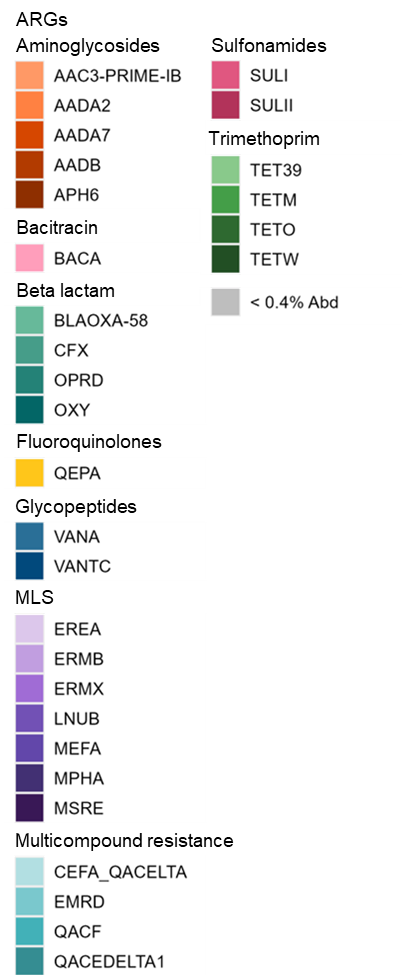 ARGs
Aminoglycosides
AAC3-PRIME-IB
AADA2
AADA7
AADB
APH6
Bacitracin
BACA
Beta lactam
BLAOXA-58
CFX
OPRD
OXY
Fluoroquinolones
QEPA
Glycopeptides
VANA
VANTC
MLS
EREA
ERMB
ERMX
LNUB
MEFA
MPHA
MSRE
Multicompound resistance
CEFA_QACELTA
EMRD
QACF
QACEDELTA1
Sulfonamides
SULI
SULII
Trimethoprim
TET39
TETM
TETO
TETW
< 0.4% Abd